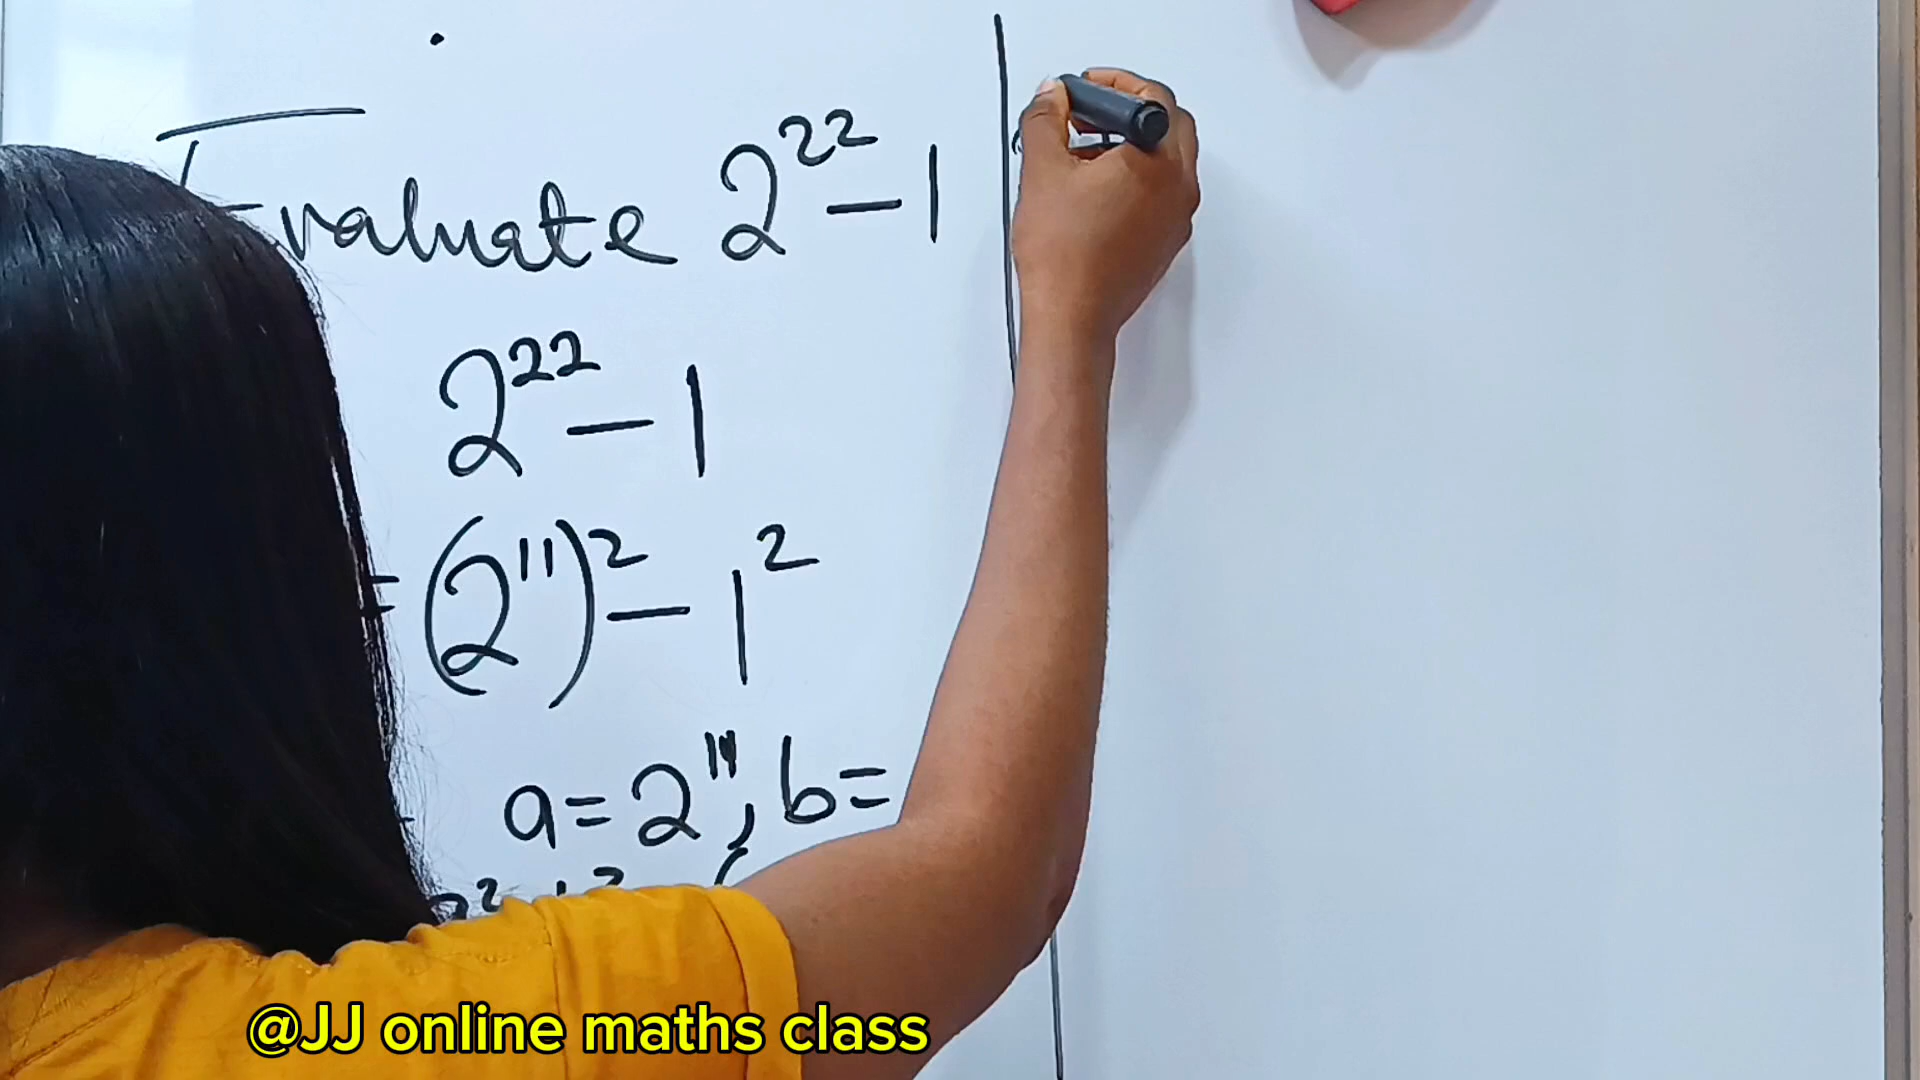 Evaluate 2²² - 1
2²² - 1
= (2¹¹)² - 1²
a = 2¹¹, b =
@JJ online maths class